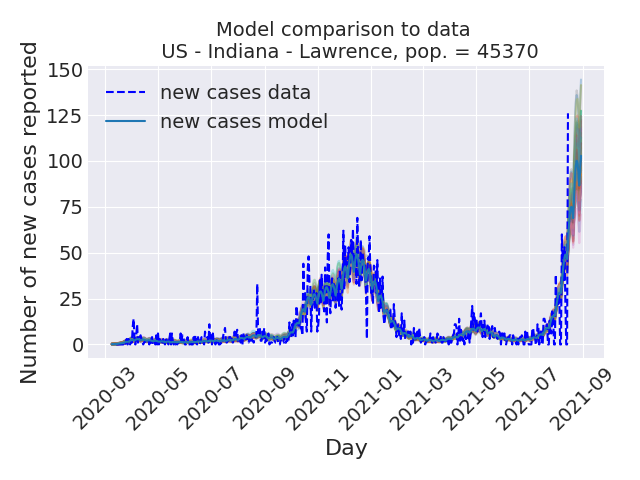 Model comparison to data
US - Indiana - Lawrence, pop. = 45370
Number of new cases reported
150
125
100
75
50
25
0
new cases data
new cases model
2020-03
2020-05
2020-07
2020-09
2020-11
2021-01
2021-03
2021-05
2021-07
2021-09
Day